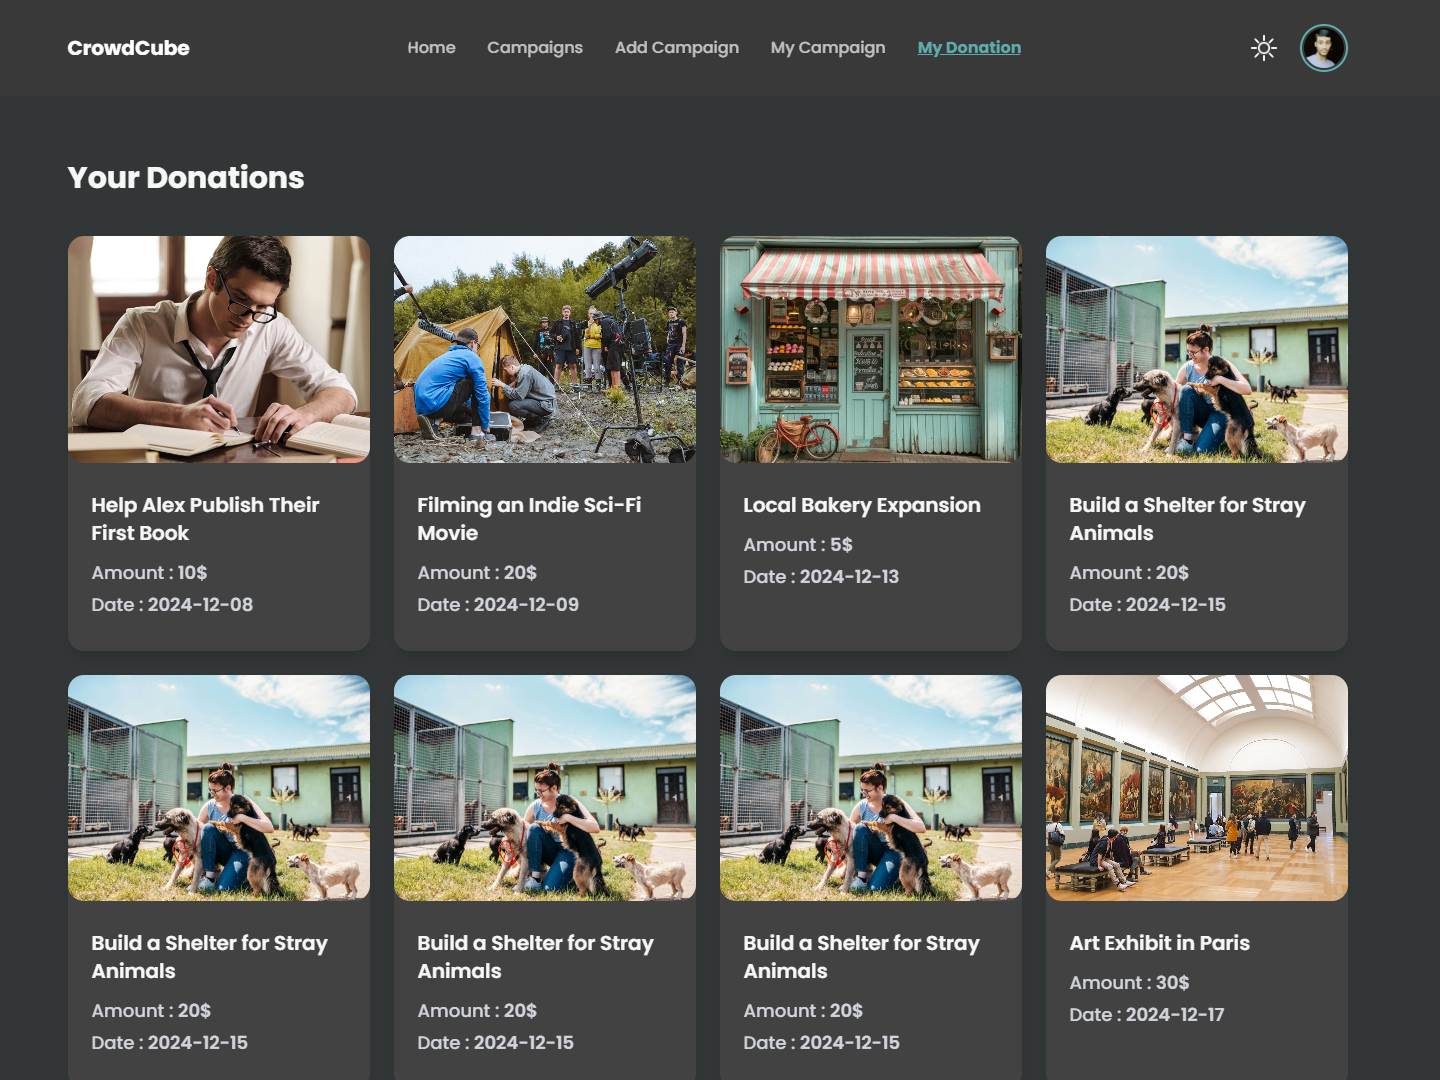 CrowdCube
Home
Campaigns
Add Campaign
My Campaign
My Donation
Your Donations
Help Alex Publish Their
First Book
Amount : 10$
Date : 2024-12-08
Filming an Indie Sci-Fi
Movie
Amount : 20$
Date : 2024-12-09
Local Bakery Expansion
Amount : 5$
Date : 2024-12-13
Build a Shelter for Stray
Animals
Amount : 20$
Date : 2024-12-15
Build a Shelter for Stray
Animals
Amount : 20$
Date : 2024-12-15
Build a Shelter for Stray
Animals
Amount : 20$
Date : 2024-12-15
Build a Shelter for Stray
Animals
Amount : 20$
Date : 2024-12-15
Art Exhibit in Paris
Amount : 30$
Date : 2024-12-17